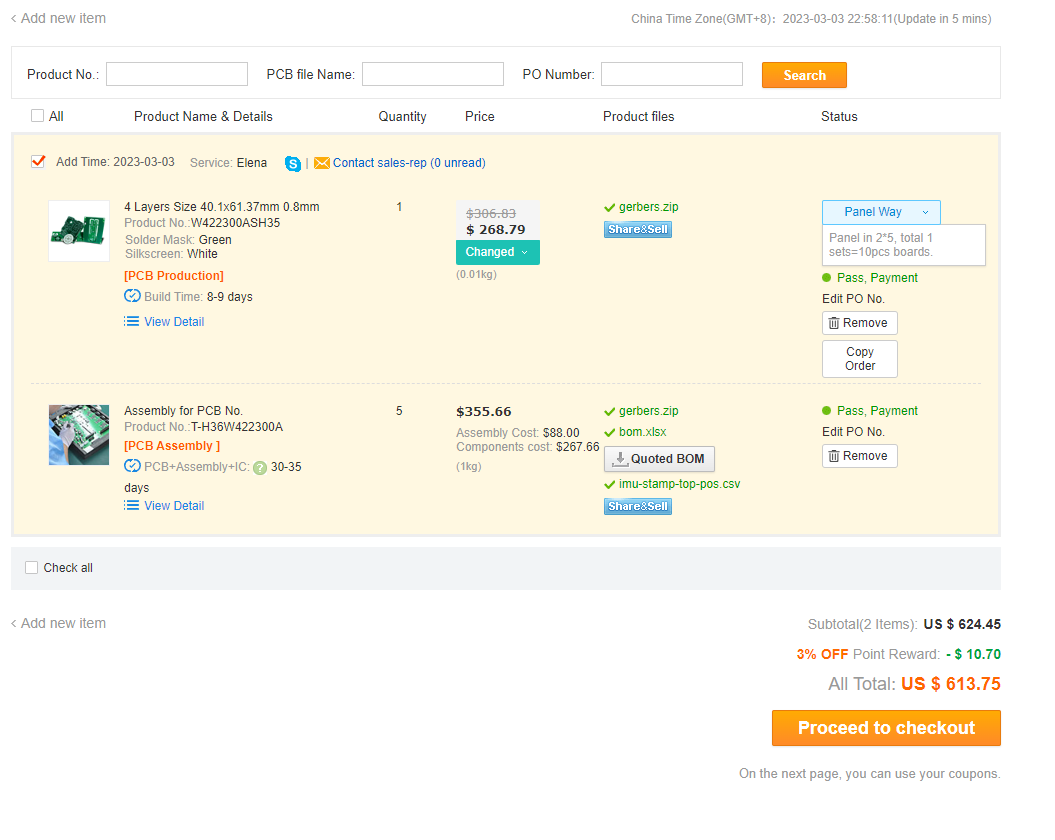 ‹ Add new item
China Time Zone(GMT+8): 2023-03-03 22:58:11(Update in 5 mins)
Product No.: PCB file Name: PO Number: Search
All Product Name & Details Quantity Price Product files Status
Add Time: 2023-03-03 Service: Elena | Contact sales-rep (0 unread)
4 Layers Size 40.1x61.37mm 0.8mm
Product No.:W422300ASH35
Solder Mask: Green
Silkscreen: White
[PCB Production]
Build Time: 8-9 days
View Detail
1
$306.83
$ 268.79
Changed
(0.01kg)
gerbers.zip
Share&Sell
Panel Way
Panel in 2*5, total 1
sets=10pcs boards.
Pass, Payment
Edit PO No.
Remove
Copy
Order
Assembly for PCB No.
Product No.:T-H36W422300A
[PCB Assembly ]
PCB+Assembly+IC: ? 30-35
days
View Detail
5
$355.66
Assembly Cost: $88.00
Components cost: $267.66
(1kg)
gerbers.zip
bom.xlsx
Quoted BOM
imu-stamp-top-pos.csv
Share&Sell
Pass, Payment
Edit PO No.
Remove
Check all
‹ Add new item
Subtotal(2 Items): US $ 624.45
3% OFF Point Reward: - $ 10.70
All Total: US $ 613.75
Proceed to checkout
On the next page, you can use your coupons.